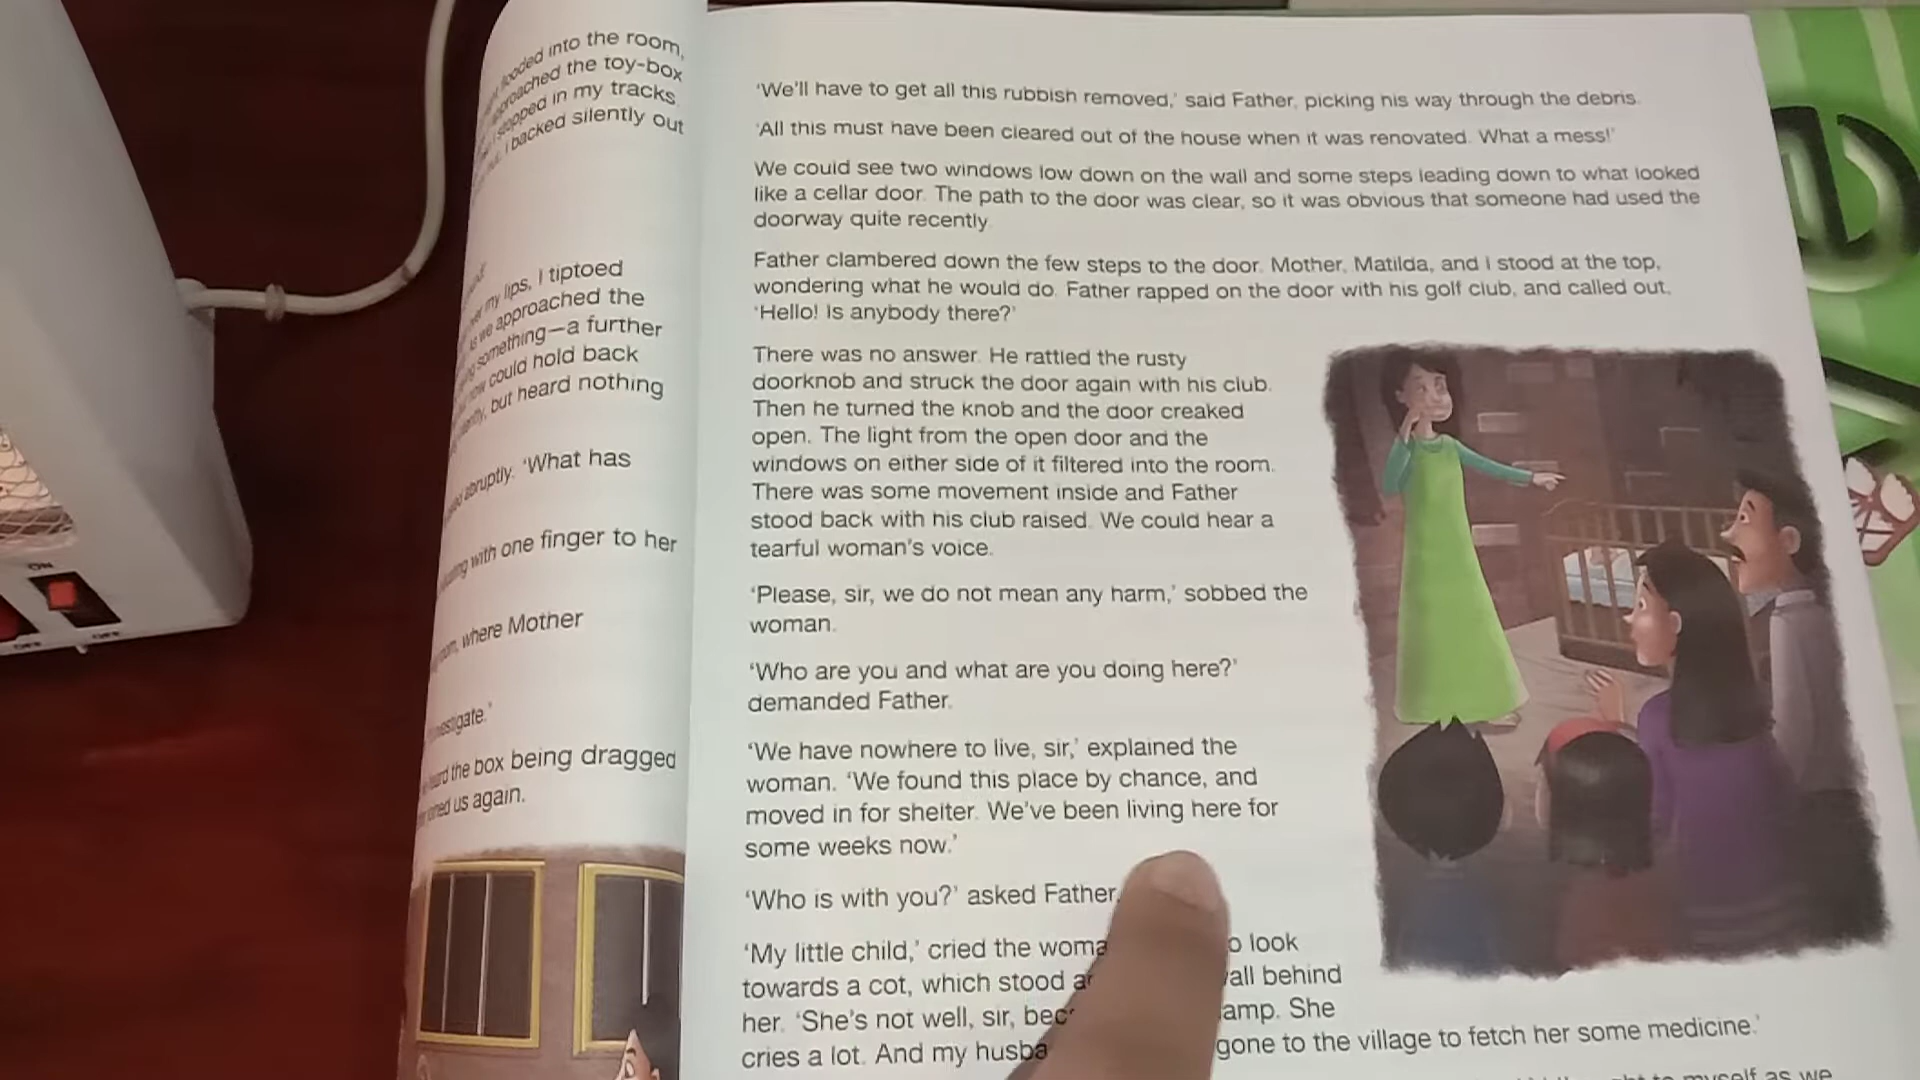 flooded into the room,
approached the toy-box
stopped in my tracks.
I backed silently out
my lips, I tiptoed
as we approached the
something—a further
could hold back
but heard nothing
abruptly. 'What has
with one finger to her
where Mother
the box being dragged
us again.
ON
OFF
OFF
'We'll have to get all this rubbish removed,' said Father, picking his way through the debris.
'All this must have been cleared out of the house when it was renovated. What a mess!'
We could see two windows low down on the wall and some steps leading down to what looked
like a cellar door. The path to the door was clear, so it was obvious that someone had used the
doorway quite recently.
Father clambered down the few steps to the door. Mother, Matilda, and I stood at the top,
wondering what he would do. Father rapped on the door with his golf club, and called out,
'Hello! Is anybody there?'
There was no answer. He rattled the rusty
doorknob and struck the door again with his club.
Then he turned the knob and the door creaked
open. The light from the open door and the
windows on either side of it filtered into the room.
There was some movement inside and Father
stood back with his club raised. We could hear a
tearful woman's voice.
'Please, sir, we do not mean any harm,' sobbed the
woman.
'Who are you and what are you doing here?'
demanded Father.
'We have nowhere to live, sir,' explained the
woman. 'We found this place by chance, and
moved in for shelter. We've been living here for
some weeks now.'
'Who is with you?' asked Father.
'My little child,' cried the look
towards a cot, which stood behind
her. 'She's not well, sir, She
cries a lot. And my gone to the village to fetch her some medicine.'
myself as we